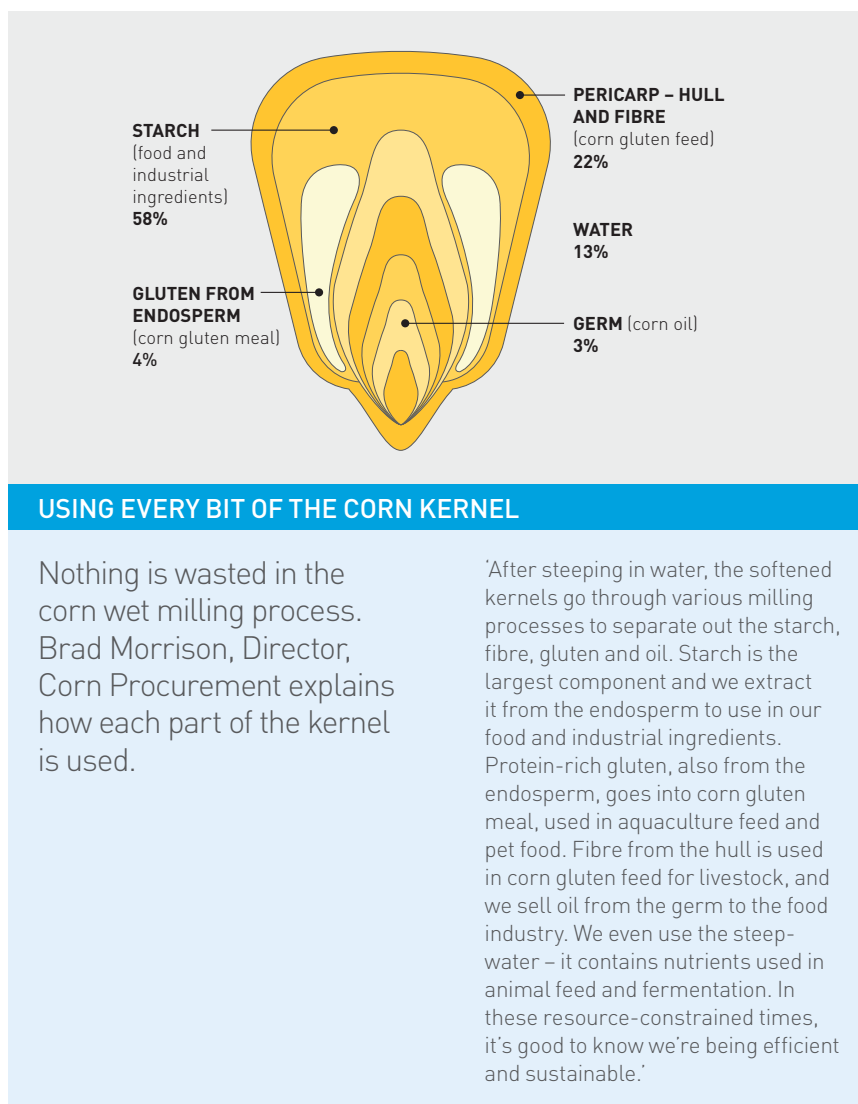 STARCH
(food and
industrial
ingredients)
58%
GLUTEN FROM
ENDOSPERM
(corn gluten meal)
4%
PERICARP – HULL
AND FIBRE
(corn gluten feed)
22%
WATER
13%
GERM (corn oil)
3%
USING EVERY BIT OF THE CORN KERNEL
Nothing is wasted in the
corn wet milling process.
Brad Morrison, Director,
Corn Procurement explains
how each part of the kernel
is used.
‘After steeping in water, the softened
kernels go through various milling
processes to separate out the starch,
fibre, gluten and oil. Starch is the
largest component and we extract
it from the endosperm to use in our
food and industrial ingredients.
Protein-rich gluten, also from the
endosperm, goes into corn gluten
meal, used in aquaculture feed and
pet food. Fibre from the hull is used
in corn gluten feed for livestock, and
we sell oil from the germ to the food
industry. We even use the steep-
water – it contains nutrients used in
animal feed and fermentation. In
these resource-constrained times,
it’s good to know we’re being efficient
and sustainable.’